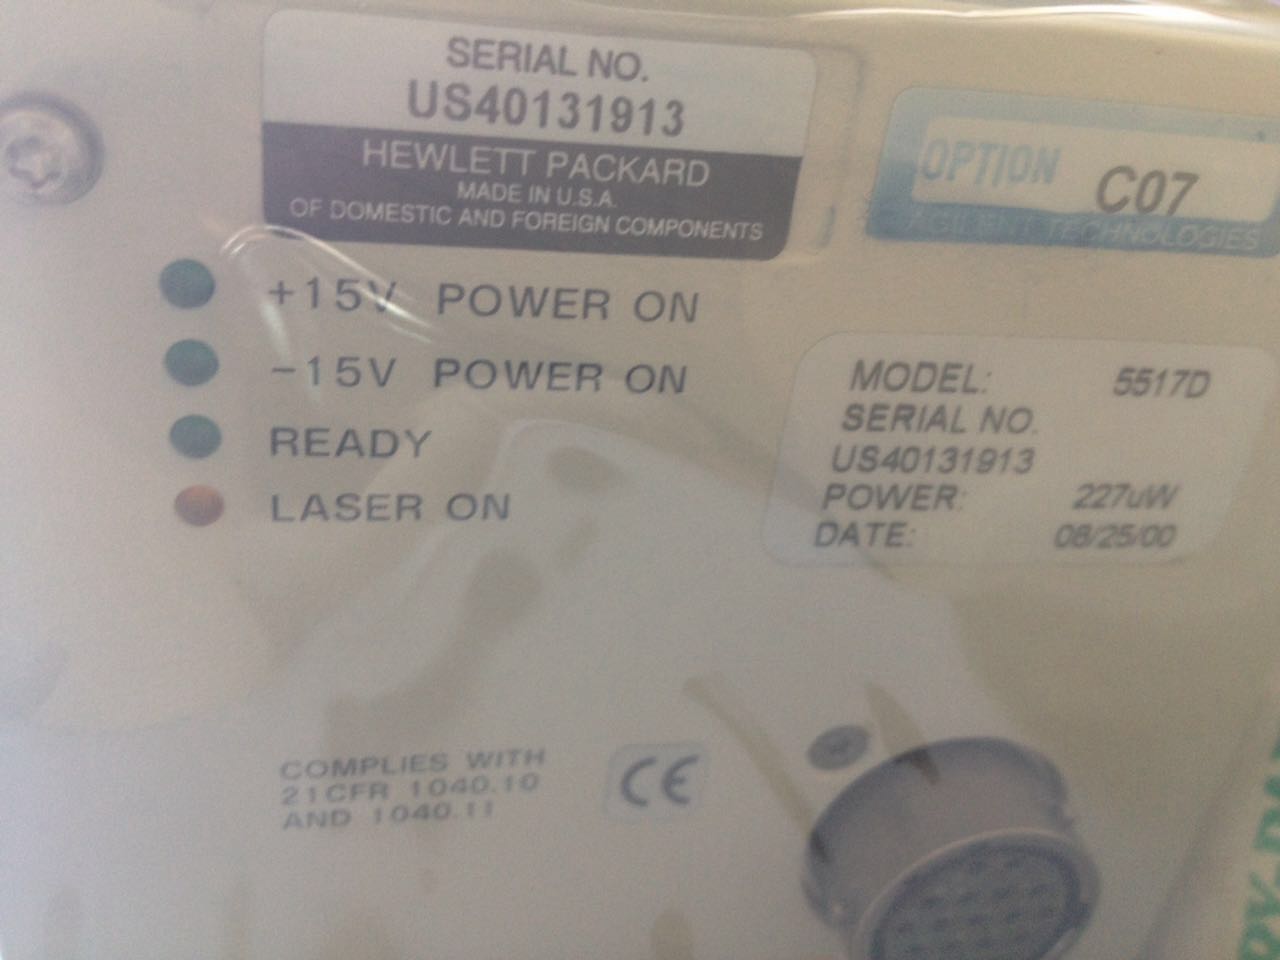 SERIAL NO.
US40131913
HEWLETT PACKARD
MADE IN U.S.A.
OF DOMESTIC AND FOREIGN COMPONENTS
OPTION C07
AGILENT TECHNOLOGIES
+15V POWER ON
-15V POWER ON
READY
LASER ON
MODEL: 5517D
SERIAL NO.
US40131913
POWER: 227uW
DATE: 08/25/00
COMPLIES WITH
21CFR 1040.10
AND 1040.11
CE